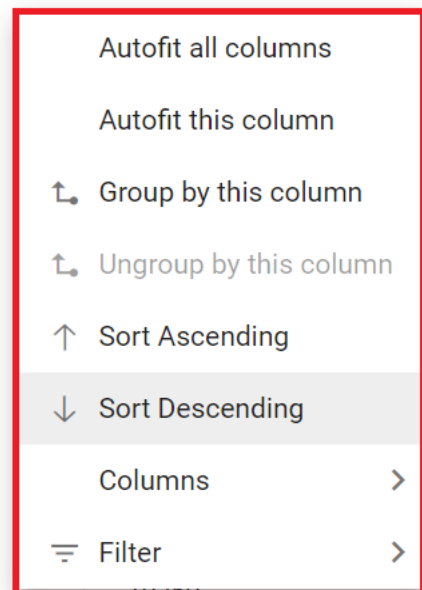 Autofit all columns
Autofit this column
Group by this column
Ungroup by this column
Sort Ascending
Sort Descending
Columns
Filter